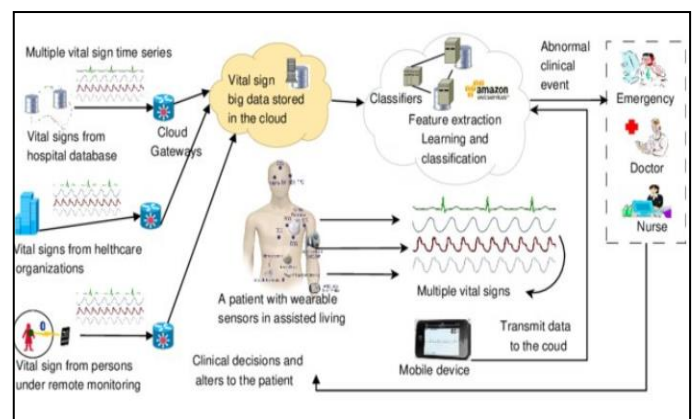 Multiple vital sign time series
Vital signs from
hospital database
Cloud
Gateways
Vital signs from helthcare
organizations
Vital sign from persons
under remote monitoring
Vital sign
big data stored
in the cloud
Classifiers
amazon
Feature extraction
Learning and
classification
Abnormal
clinical
event
Emergency
Doctor
Nurse
A patient with wearable
sensors in assisted living
Multiple vital signs
Mobile device
Transmit data
to the coud
Clinical decisions and
alters to the patient